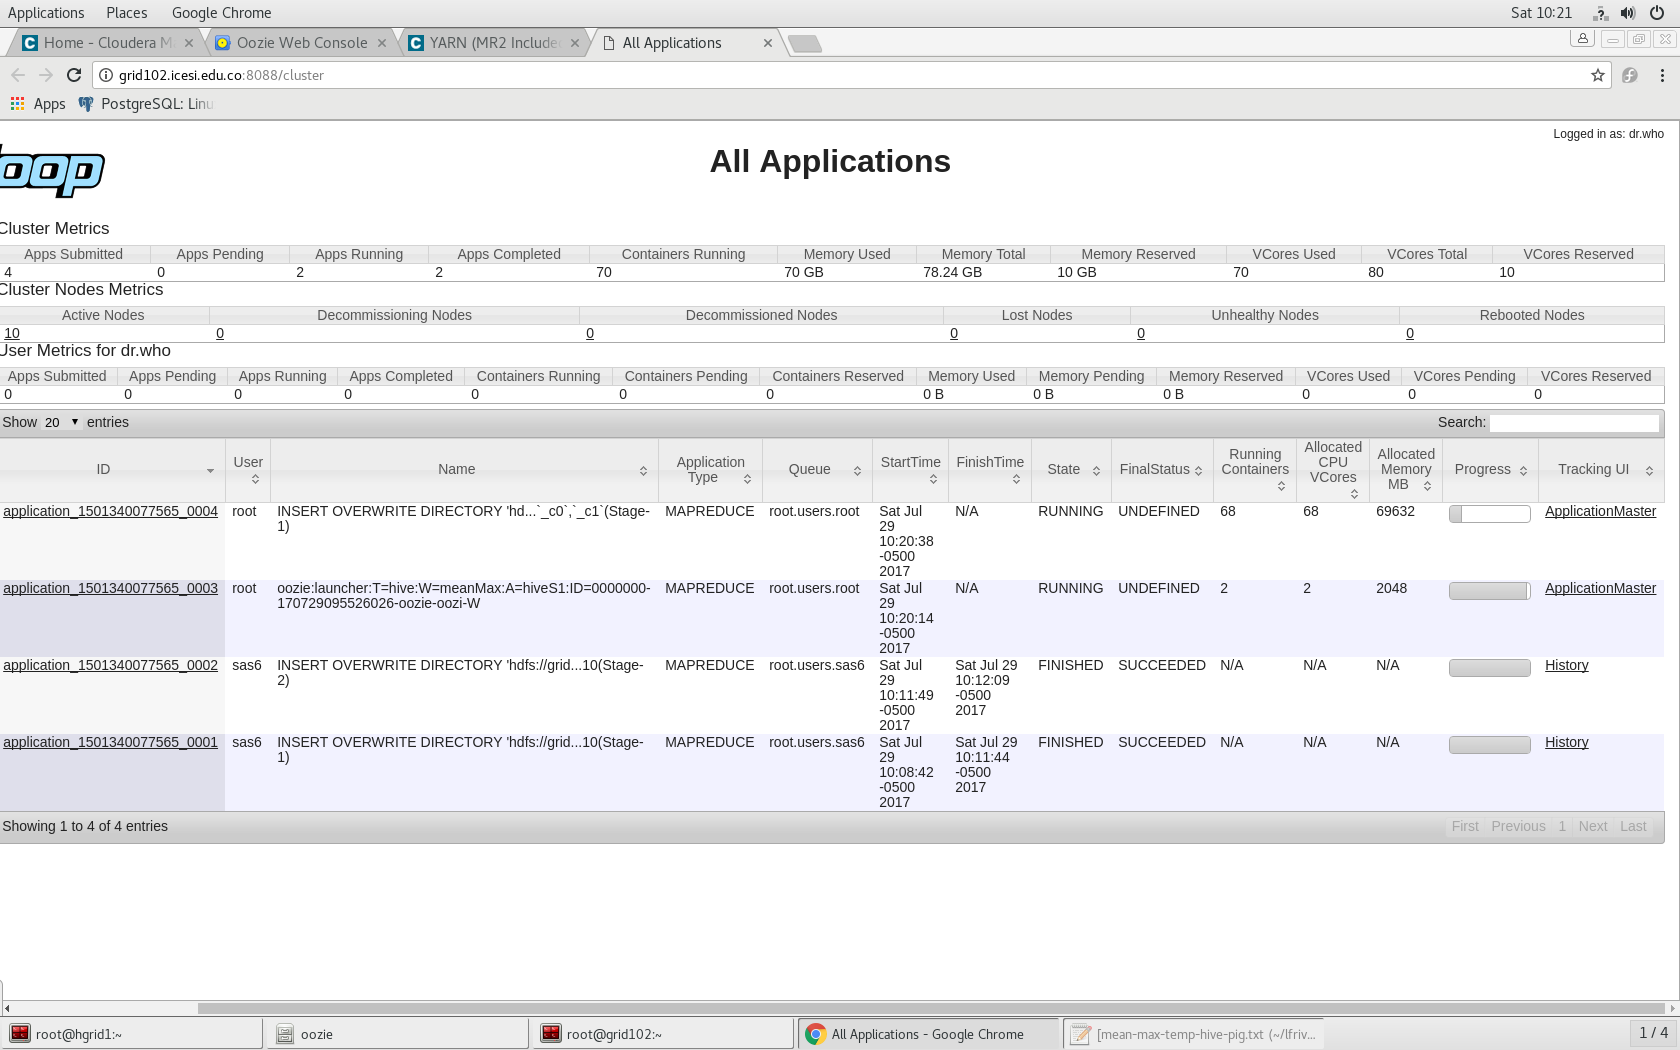 Applications Places Google Chrome Sat 10:21
Home - Cloudera M Oozie Web Console YARN (MR2 Include All Applications
grid102.icesi.edu.co:8088/cluster
Apps PostgreSQL: Linu
Logged in as: dr.who
oop
All Applications
Cluster Metrics
Apps Submitted Apps Pending Apps Running Apps Completed Containers Running Memory Used Memory Total Memory Reserved VCores Used VCores Total VCores Reserved
4 0 2 2 70 70 GB 78.24 GB 10 GB 70 80 10
Cluster Nodes Metrics
Active Nodes Decommissioning Nodes Decommissioned Nodes Lost Nodes Unhealthy Nodes Rebooted Nodes
10 0 0 0 0 0
User Metrics for dr.who
Apps Submitted Apps Pending Apps Running Apps Completed Containers Running Containers Pending Containers Reserved Memory Used Memory Pending Memory Reserved VCores Used VCores Pending VCores Reserved
0 0 0 0 0 0 0 0 B 0 B 0 B 0 0 0
Show 20 entries Search:
ID User Name Application Type Queue StartTime FinishTime State FinalStatus Running Containers Allocated CPU VCores Allocated Memory MB Progress Tracking UI
application_1501340077565_0004 root INSERT OVERWRITE DIRECTORY 'hd...`_c0`,`_c1`(Stage- MAPREDUCE root.users.root Sat Jul N/A RUNNING UNDEFINED 68 68 69632 ApplicationMaster
1) 29
10:20:38
-0500
2017
application_1501340077565_0003 root oozie:launcher:T=hive:W=meanMax:A=hiveS1:ID=0000000- MAPREDUCE root.users.root Sat Jul N/A RUNNING UNDEFINED 2 2 2048 ApplicationMaster
170729095526026-oozie-oozi-W 29
10:20:14
-0500
2017
application_1501340077565_0002 sas6 INSERT OVERWRITE DIRECTORY 'hdfs://grid...10(Stage- MAPREDUCE root.users.sas6 Sat Jul Sat Jul 29 FINISHED SUCCEEDED N/A N/A N/A History
2) 29 10:12:09
10:11:49 -0500
-0500 2017
2017
application_1501340077565_0001 sas6 INSERT OVERWRITE DIRECTORY 'hdfs://grid...10(Stage- MAPREDUCE root.users.sas6 Sat Jul Sat Jul 29 FINISHED SUCCEEDED N/A N/A N/A History
1) 29 10:11:44
10:08:42 -0500
-0500 2017
2017
Showing 1 to 4 of 4 entries First Previous 1 Next Last
root@hgrid1:~ oozie root@grid102:~ All Applications - Google Chrome [mean-max-temp-hive-pig.txt (~/lfriv... 1 / 4